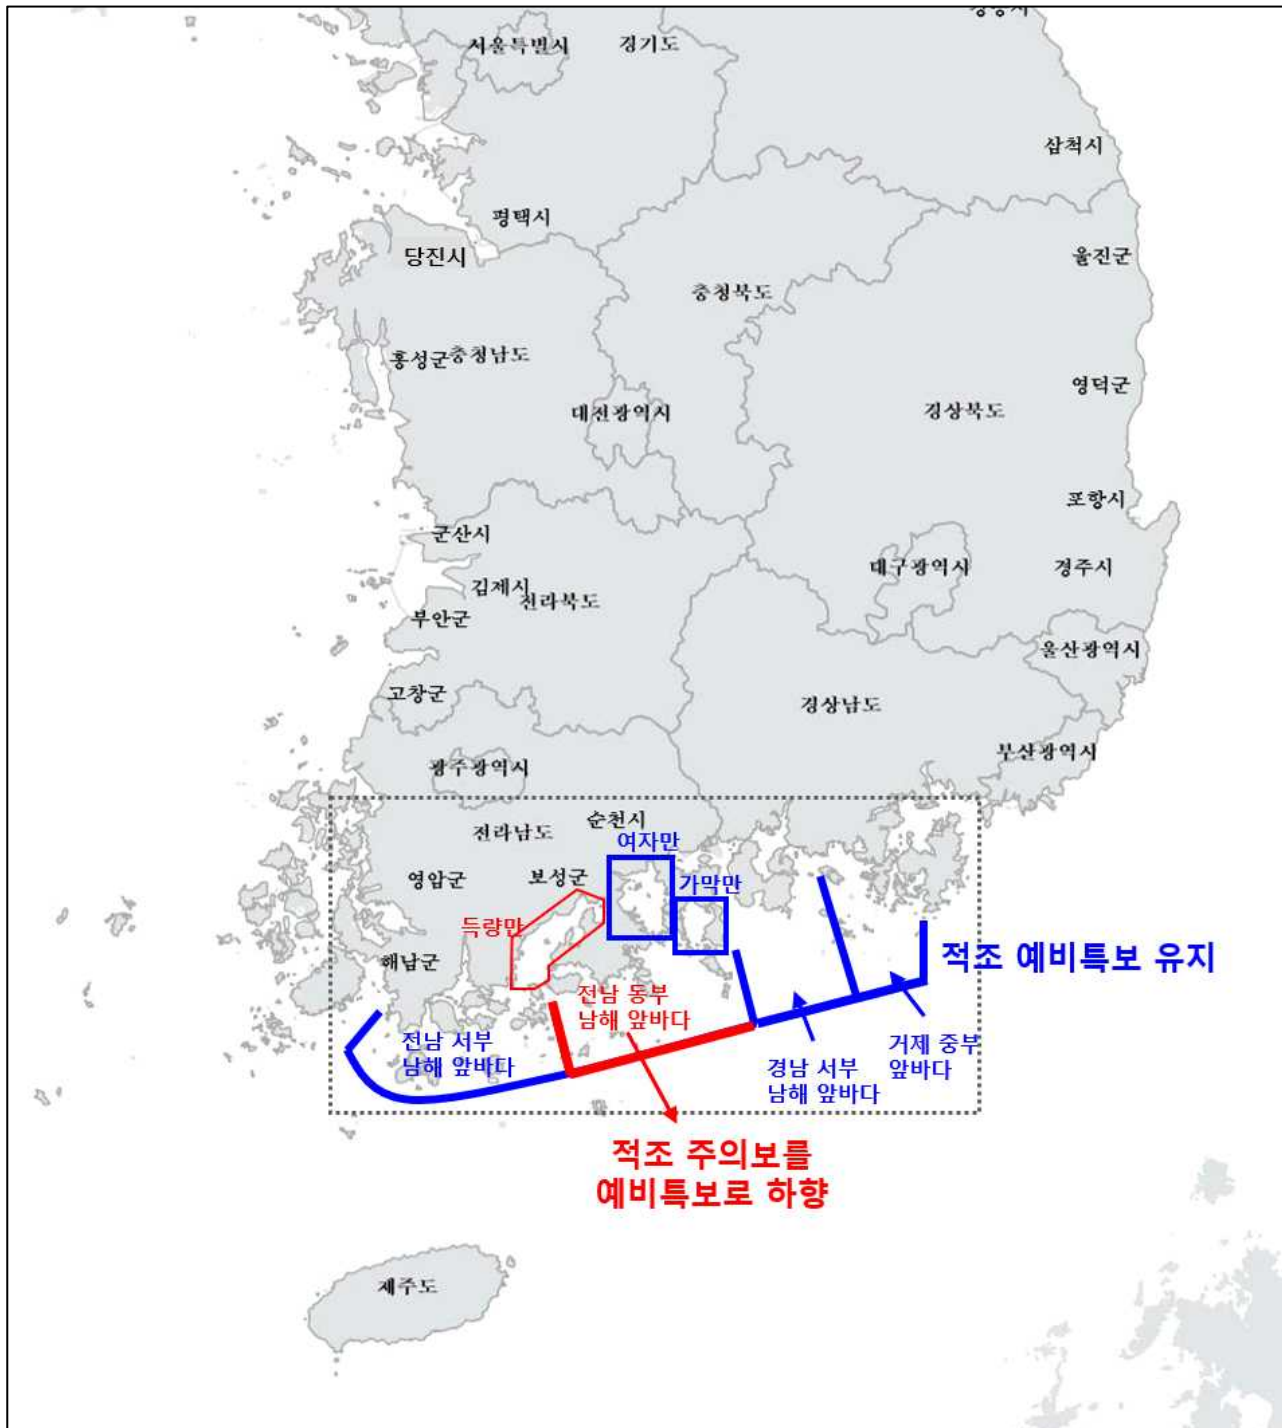 서울특별시
경기도
삼척시
평택시
당진시
울진군
충청북도
홍성군
충청남도
영덕군
대전광역시
경상북도
포항시
군산시
대구광역시
경주시
김제시
전라북도
부안군
울산광역시
고창군
경상남도
부산광역시
광주광역시
순천시
전라남도
여자만
보성군
영암군
가막만
득량만
해남군
적조 예비특보 유지
전남 동부
남해 앞바다
전남 서부
남해 앞바다
거제 중부
앞바다
경남 서부
남해 앞바다
적조 주의보를
예비특보로 하향
제주도